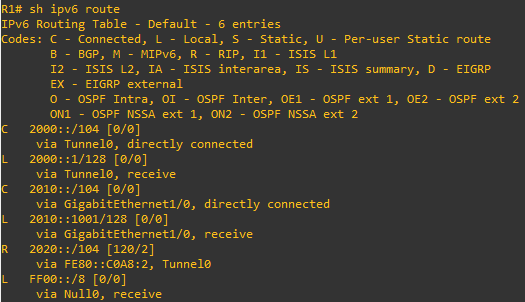 R1# sh ipv6 route
IPv6 Routing Table - Default - 6 entries
Codes: C - Connected, L - Local, S - Static, U - Per-user Static route
B - BGP, M - MIPv6, R - RIP, I1 - ISIS L1
I2 - ISIS L2, IA - ISIS interarea, IS - ISIS summary, D - EIGRP
EX - EIGRP external
O - OSPF Intra, OI - OSPF Inter, OE1 - OSPF ext 1, OE2 - OSPF ext 2
ON1 - OSPF NSSA ext 1, ON2 - OSPF NSSA ext 2
C 2000::/104 [0/0]
via Tunnel0, directly connected
L 2000::1/128 [0/0]
via Tunnel0, receive
C 2010::/104 [0/0]
via GigabitEthernet1/0, directly connected
L 2010::1001/128 [0/0]
via GigabitEthernet1/0, receive
R 2020::/104 [120/2]
via FE80::C0A8:2, Tunnel0
L FF00::/8 [0/0]
via Null0, receive